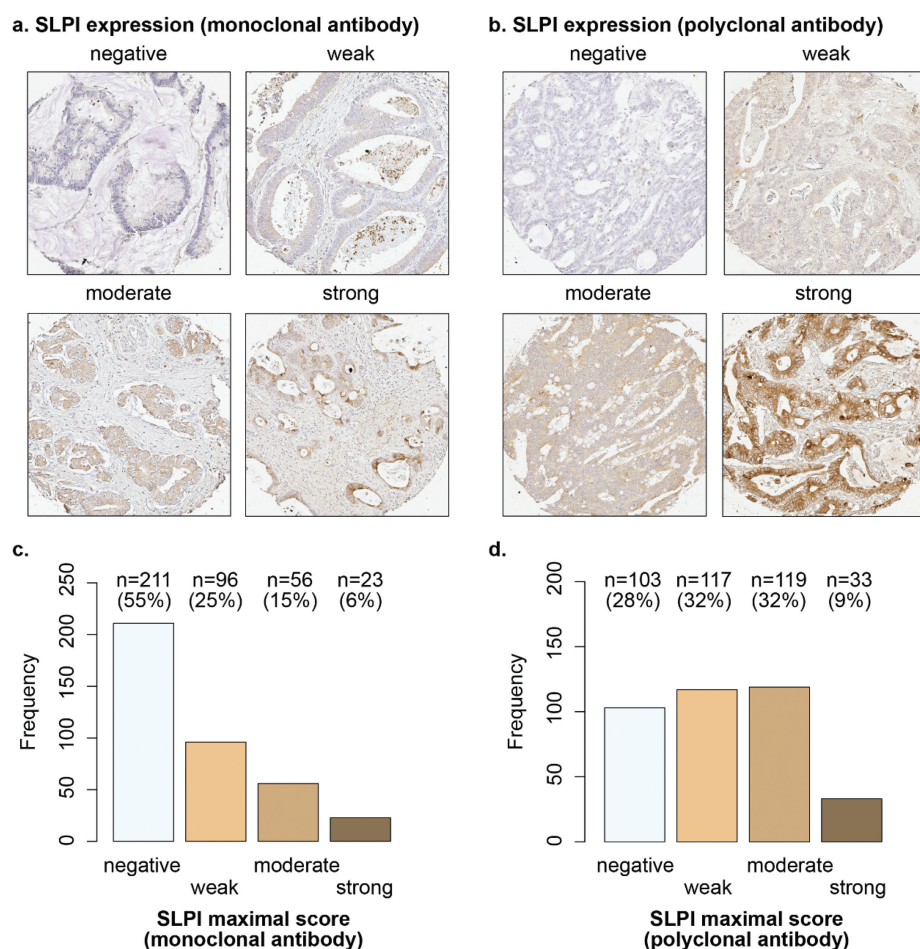 a. SLPI expression (monoclonal antibody)
negative
weak
moderate
strong
b. SLPI expression (polyclonal antibody)
negative
weak
moderate
strong
c.
n=211 n=96 n=56 n=23
(55%) (25%) (15%) (6%)
250
200
150
100
50
0
Frequency
negative
weak
moderate
strong
SLPI maximal score
(monoclonal antibody)
d.
n=103 n=117 n=119 n=33
(28%) (32%) (32%) (9%)
200
150
100
50
0
Frequency
negative
weak
moderate
strong
SLPI maximal score
(polyclonal antibody)